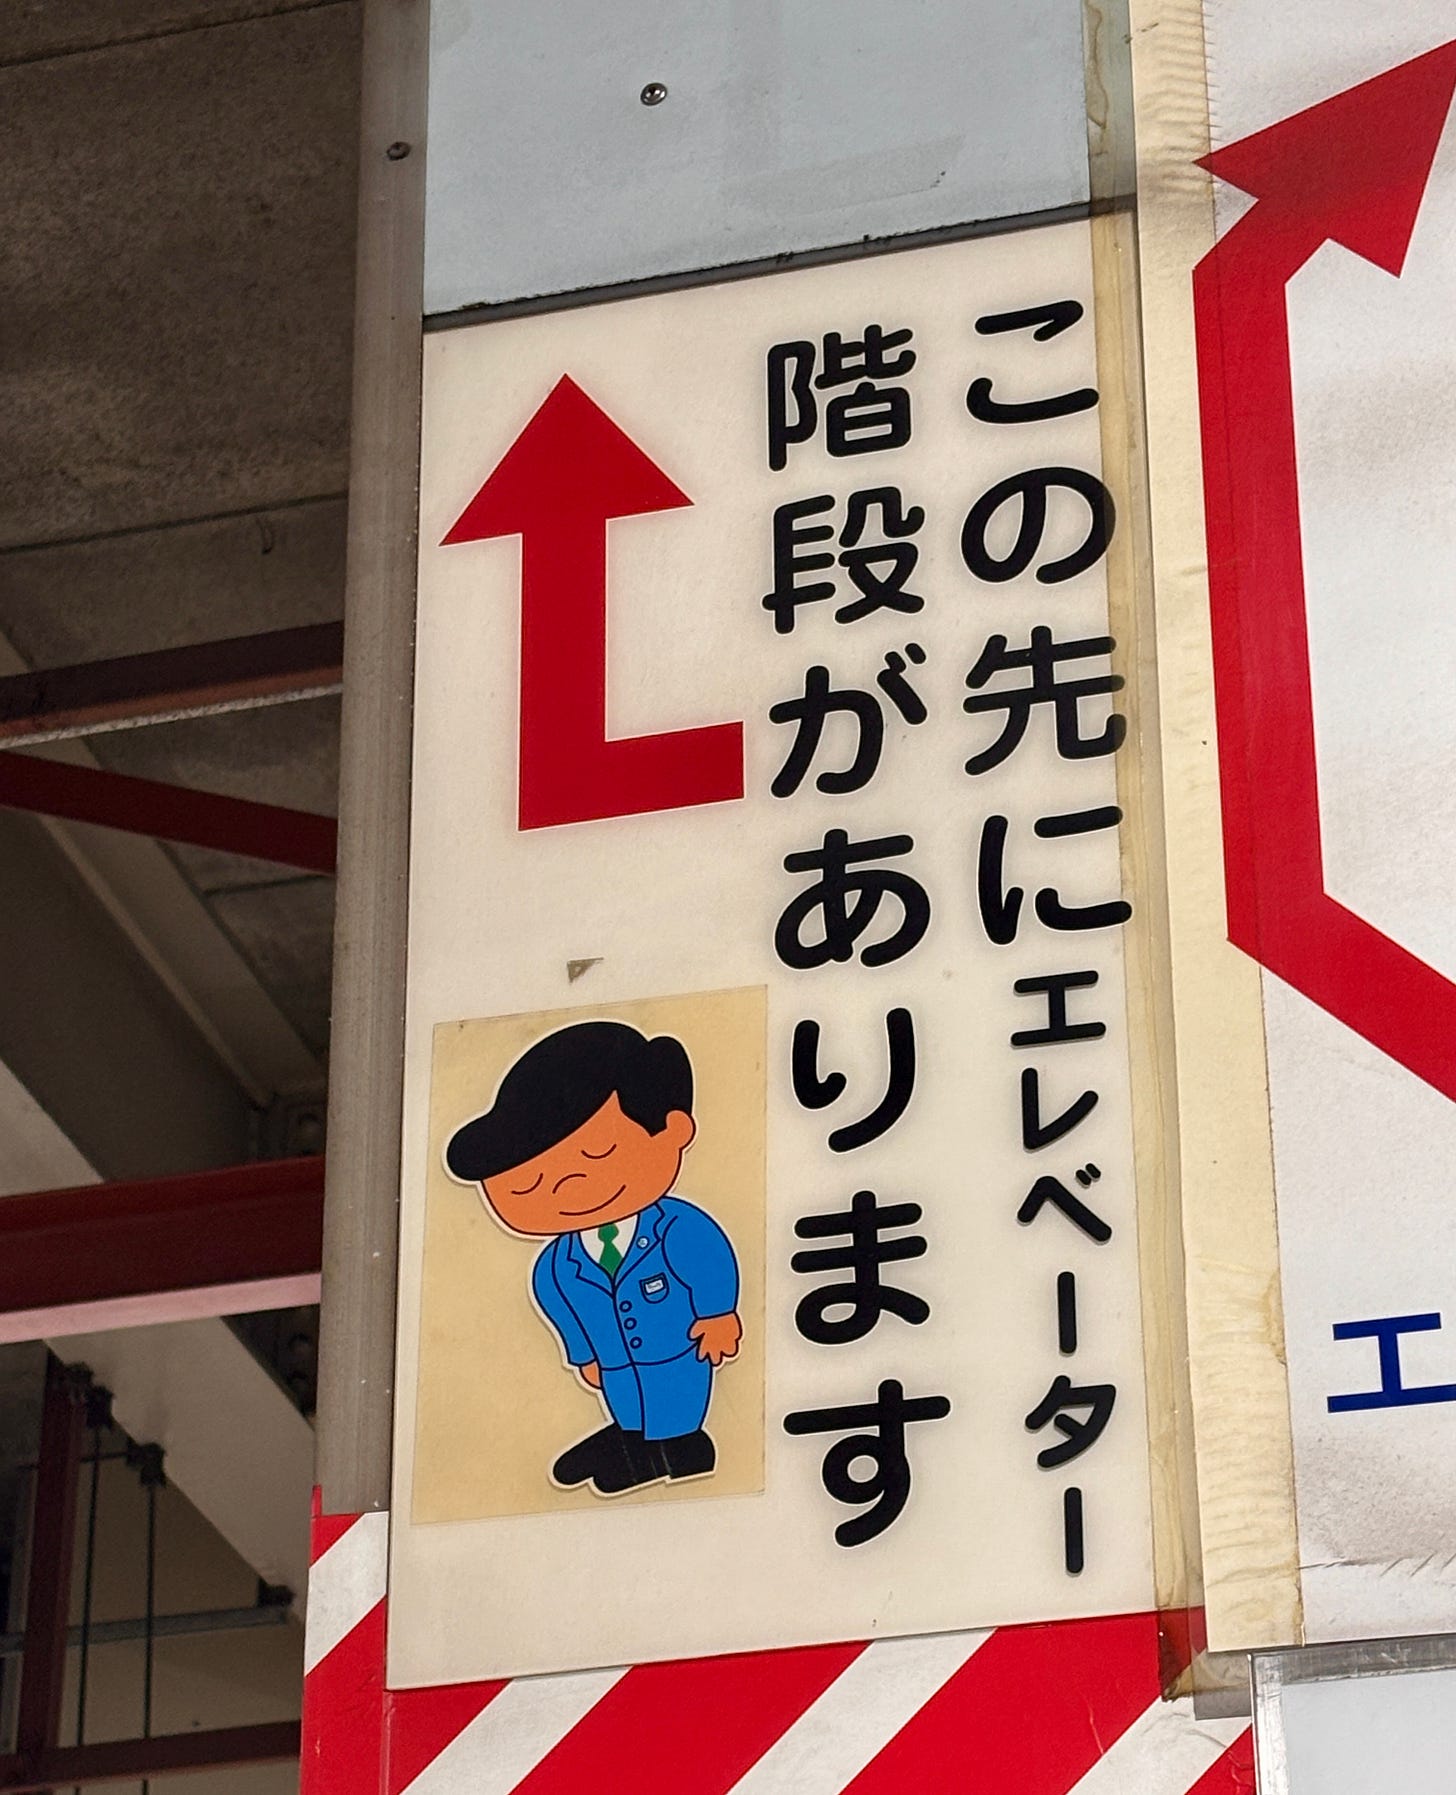 この先にエレベーター
階段があります
エ